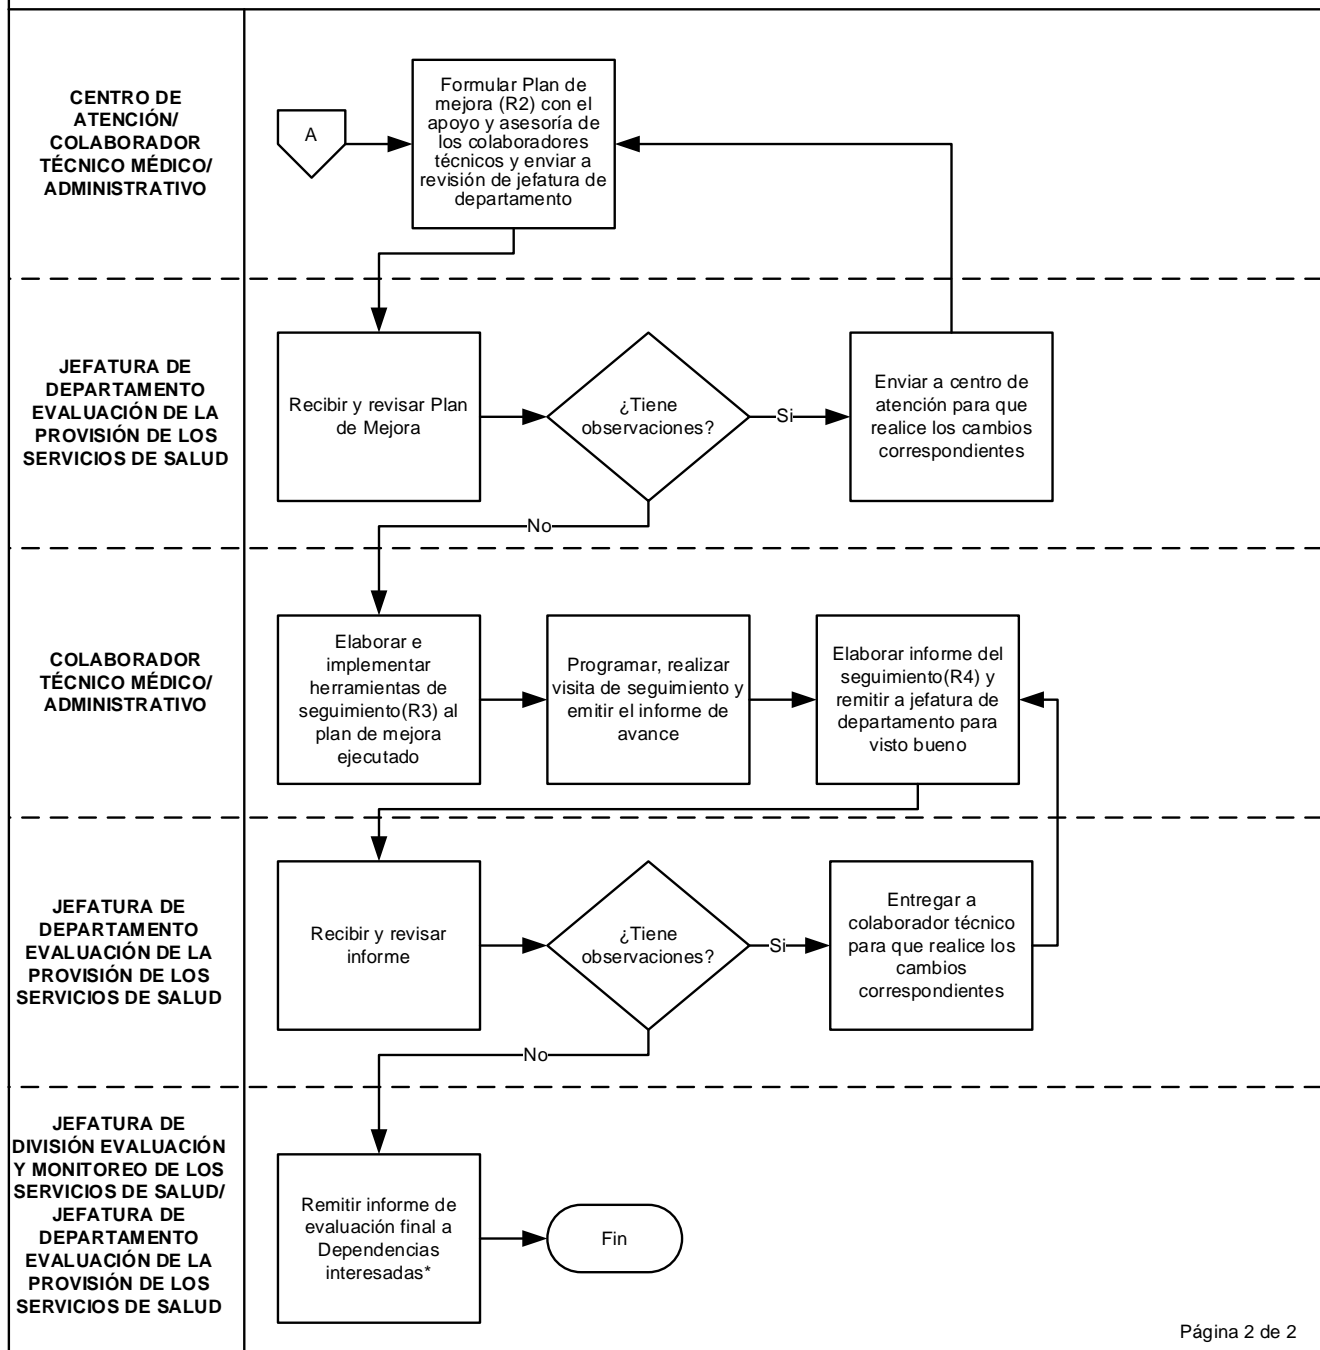 CENTRO DE
ATENCIÓN/
COLABORADOR
TÉCNICO MÉDICO/
ADMINISTRATIVO
A
Formular Plan de
mejora (R2) con el
apoyo y asesoría de
los colaboradores
técnicos y enviar a
revisión de jefatura de
departamento
JEFATURA DE
DEPARTAMENTO
EVALUACIÓN DE LA
PROVISIÓN DE LOS
SERVICIOS DE SALUD
Recibir y revisar Plan
de Mejora
¿Tiene
observaciones?
Si
Enviar a centro de
atención para que
realice los cambios
correspondientes
No
COLABORADOR
TÉCNICO MÉDICO/
ADMINISTRATIVO
Elaborar e
implementar
herramientas de
seguimiento(R3) al
plan de mejora
ejecutado
Programar, realizar
visita de seguimiento y
emitir el informe de
avance
Elaborar informe del
seguimiento(R4) y
remitir a jefatura de
departamento para
visto bueno
JEFATURA DE
DEPARTAMENTO
EVALUACIÓN DE LA
PROVISIÓN DE LOS
SERVICIOS DE SALUD
Recibir y revisar
informe
¿Tiene
observaciones?
Si
Entregar a
colaborador técnico
para que realice los
cambios
correspondientes
No
JEFATURA DE
DIVISIÓN EVALUACIÓN
Y MONITOREO DE LOS
SERVICIOS DE SALUD/
JEFATURA DE
DEPARTAMENTO
EVALUACIÓN DE LA
PROVISIÓN DE LOS
SERVICIOS DE SALUD
Remitir informe de
evaluación final a
Dependencias
interesadas*
Fin
Página 2 de 2